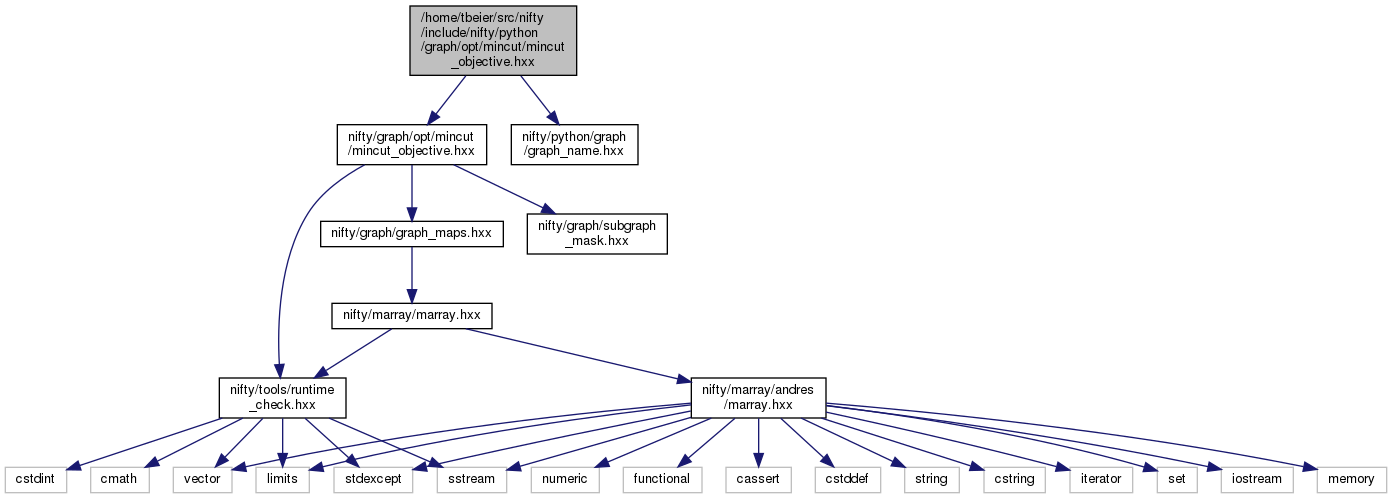 /home/tbeier/src/nifty
/include/nifty/python
/graph/opt/mincut/mincut
_objective.hxx
nifty/graph/opt/mincut
/mincut_objective.hxx
nifty/python/graph
/graph_name.hxx
nifty/graph/graph_maps.hxx
nifty/graph/subgraph
_mask.hxx
nifty/marray/marray.hxx
nifty/tools/runtime
_check.hxx
nifty/marray/andres
/marray.hxx
cstdint
cmath
vector
limits
stdexcept
sstream
numeric
functional
cassert
cstddef
string
cstring
iterator
set
iostream
memory